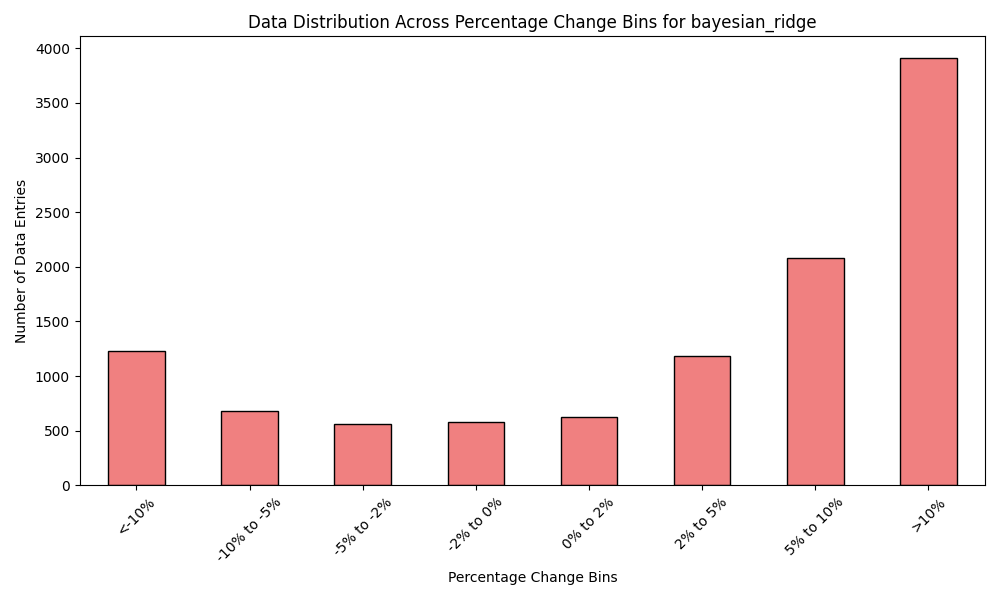 Data Distribution Across Percentage Change Bins for bayesian_ridge
Number of Data Entries
4000
3500
3000
2500
2000
1500
1000
500
0
<-10%
-10% to -5%
-5% to -2%
-2% to 0%
0% to 2%
2% to 5%
5% to 10%
>10%
Percentage Change Bins